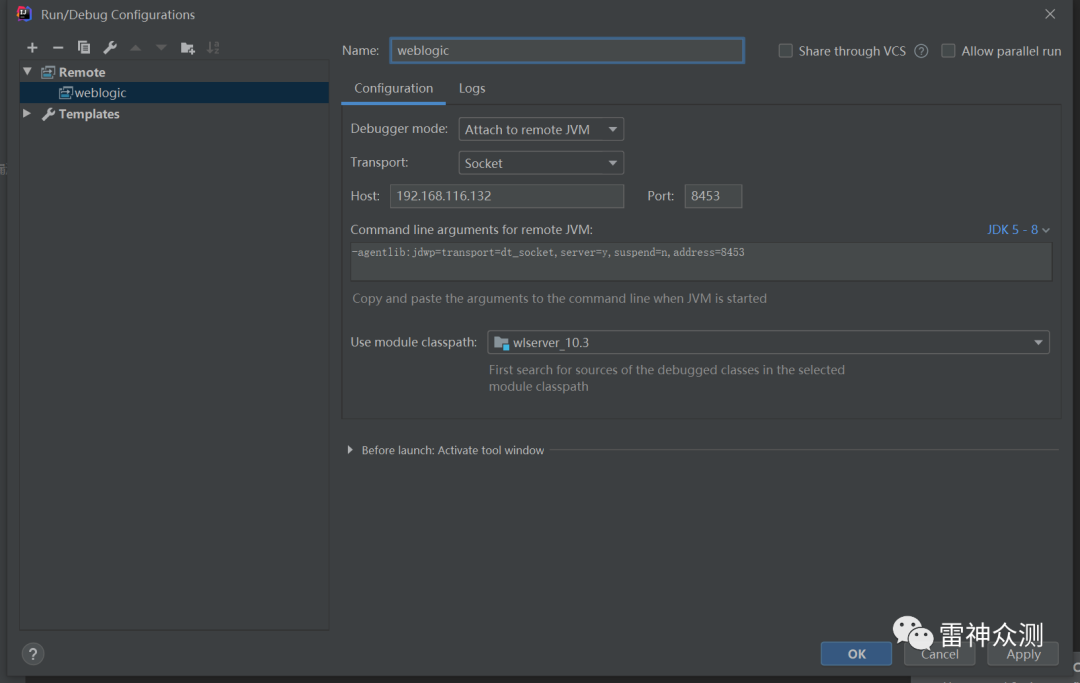 Run/Debug Configurations
Name: weblogic
Share through VCS
Allow parallel run
Remote
weblogic
Templates
Configuration
Logs
Debugger mode: Attach to remote JVM
Transport: Socket
Host: 192.168.116.132
Port: 8453
Command line arguments for remote JVM:
JDK 5 - 8
-agentlib:jdwp=transport=dt_socket,server=y,suspend=n,address=8453
Copy and paste the arguments to the command line when JVM is started
Use module classpath: wlserver_10.3
First search for sources of the debugged classes in the selected
module classpath
Before launch: Activate tool window
雷神众测
?
OK
Cancel
Apply